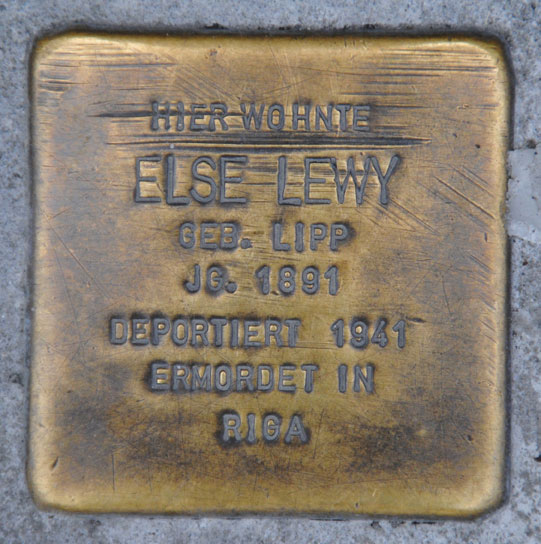 HIER WOHNTE
ELSE LEWY
GEB. LIPP
JG. 1891
DEPORTIERT 1941
ERMORDET IN
RIGA